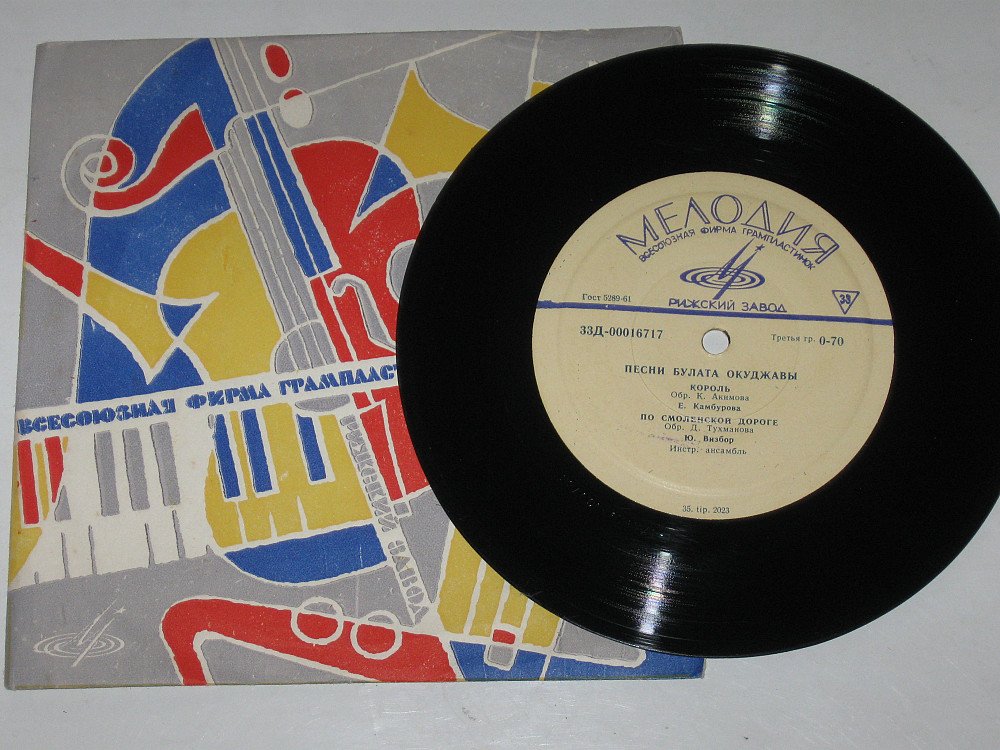 ВСЕСОЮЗНАЯ ФИРМА ГРАМПЛАСТ
РИЖСКИЙ ЗАВОД
МЕЛОДИЯ
ВСЕСОЮЗНАЯ ФИРМА ГРАМПЛАСТИНОК
Гост 5289-61
РИЖСКИЙ ЗАВОД
33
33Д-00016717
Третья гр. 0-70
ПЕСНИ БУЛАТА ОКУДЖАВЫ
КОРОЛЬ
Обр. К. Акимова
Е. Камбурова
ПО СМОЛЕНСКОЙ ДОРОГЕ
Обр. Д. Тухманова
Ю. Визбор
Инстр. ансамбль
35. tip. 2023